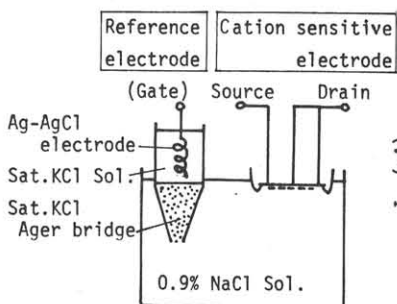 Reference electrode
Cation sensitive electrode
(Gate)
Source
Drain
Ag-AgCl electrode
Sat.KCl Sol.
Sat.KCl
Ager bridge
0.9% NaCl Sol.